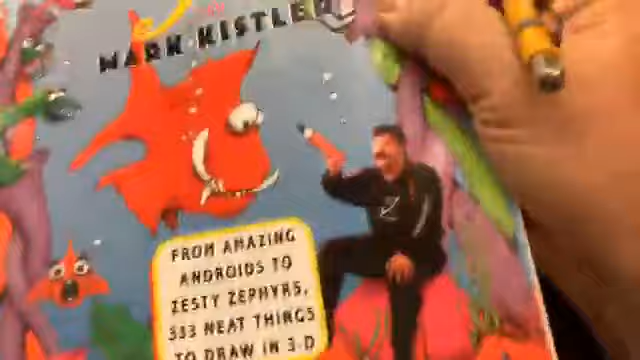 MARK KISTLER
FROM AMAZING
ANDROIDS TO
ZESTY ZEPHYRS,
333 NEAT THINGS
TO DRAW IN 3-D